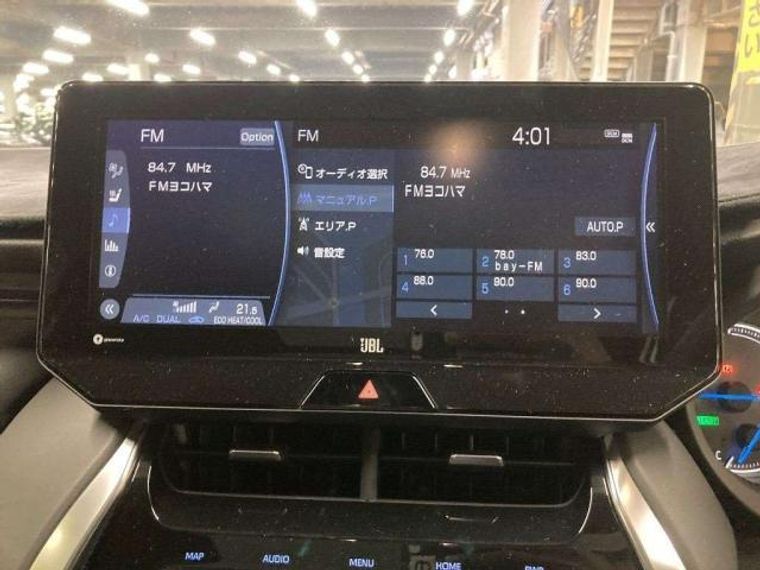 さい
FM
Option
84.7 MHz
FMヨコハマ
21.5
A/C DUAL ECO HEAT/COOL
FM
4:01
オーディオ選択
マニュアル.P
エリア.P
音設定
84.7 MHz
FMヨコハマ
AUTO.P
1 76.0
2 78.0
bay-FM
3 83.0
4 88.0
5 90.0
6 90.0
JBL
MAP
AUDIO
MENU
HOME
C